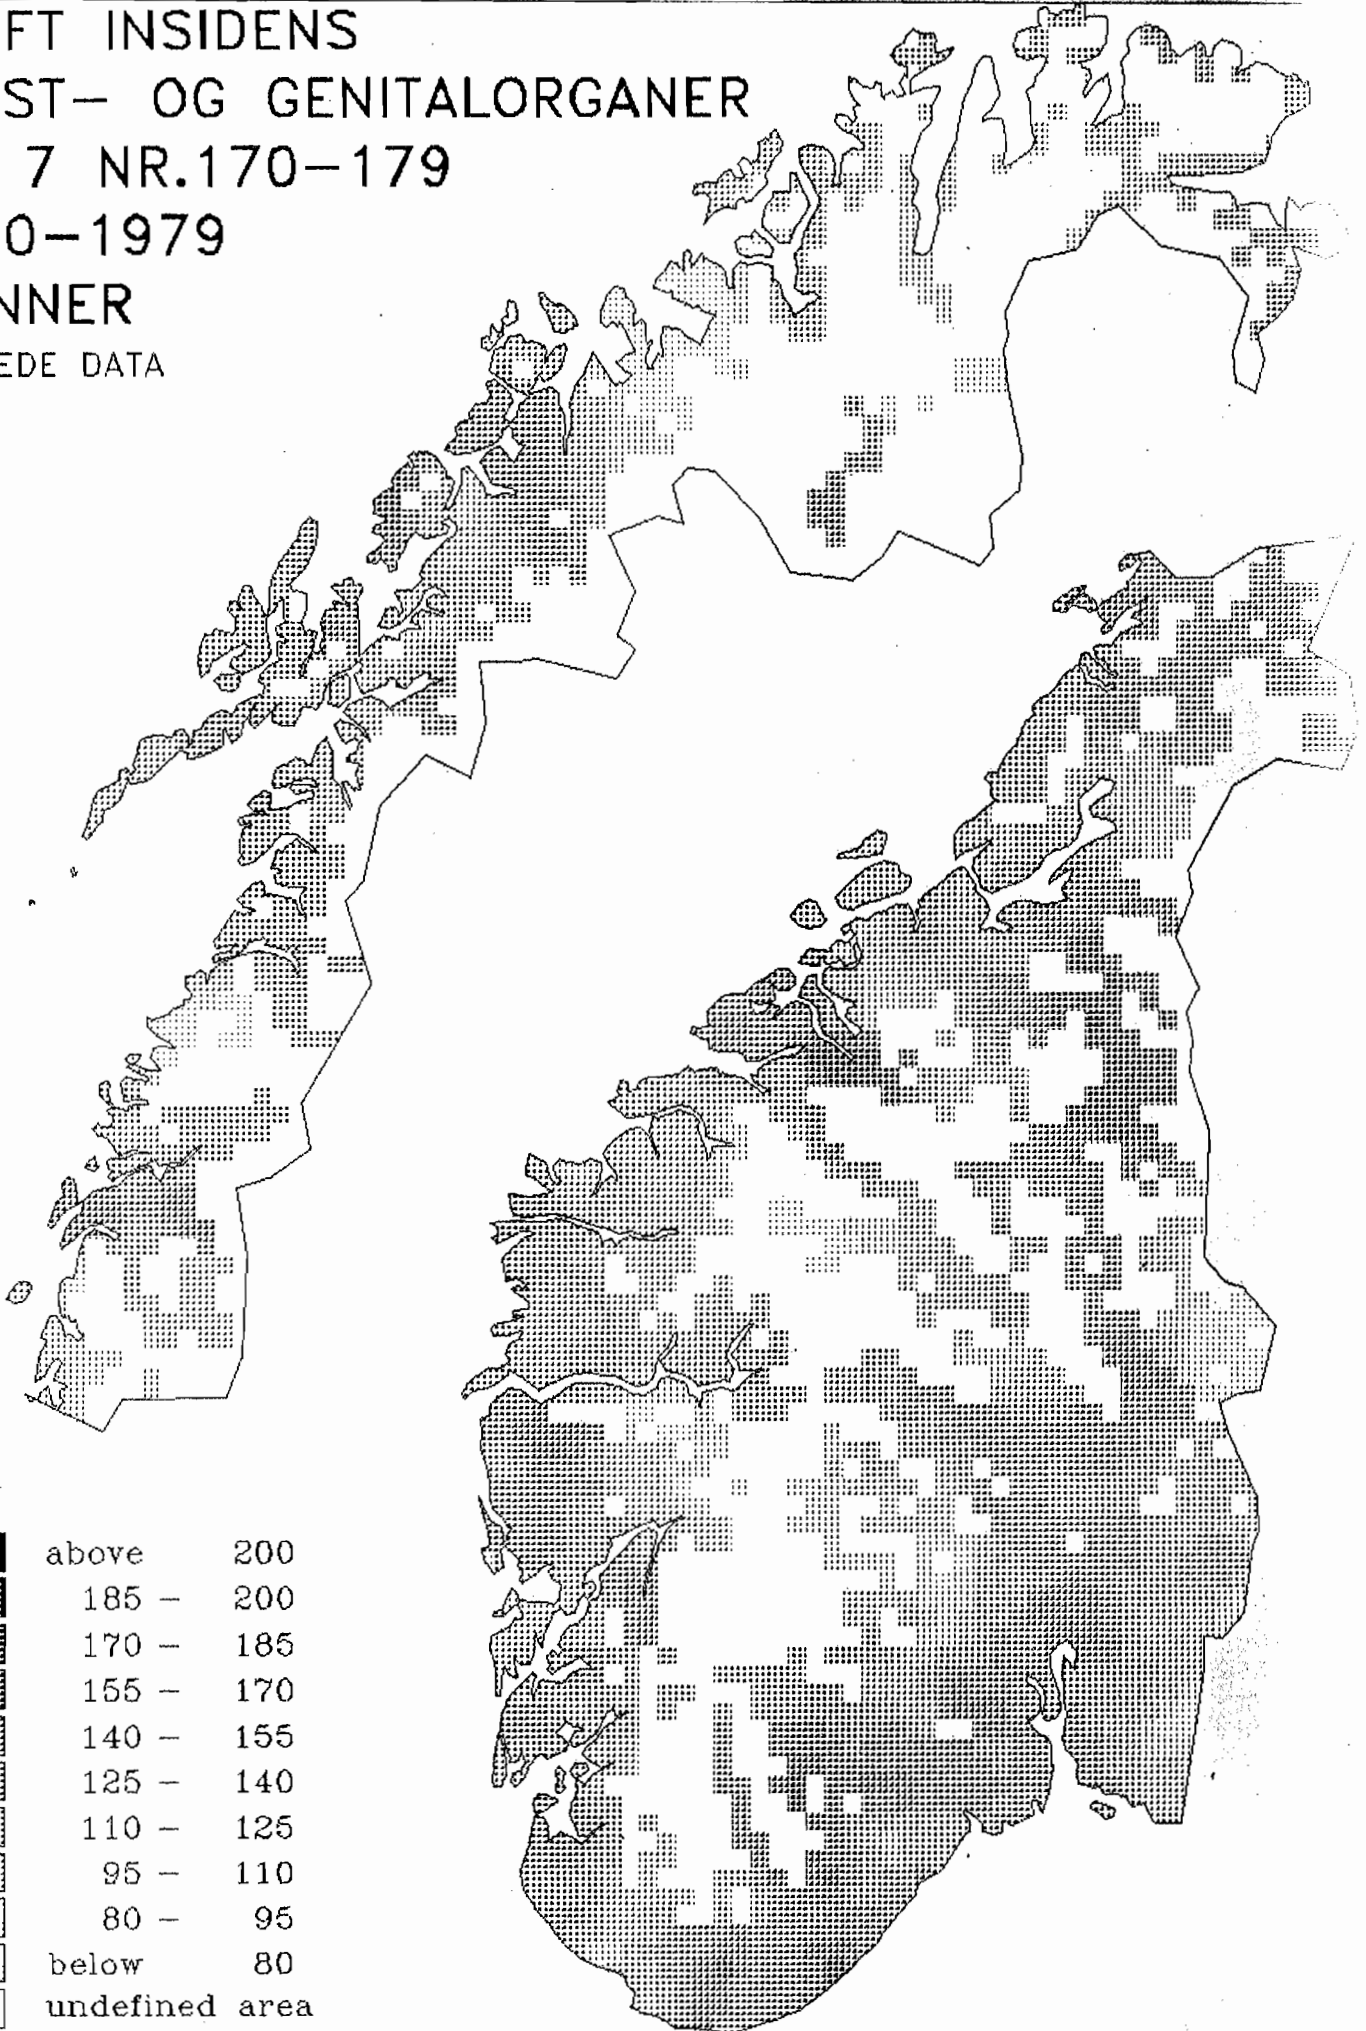 FT INSIDENS
ST- OG GENITALORGANER
7 NR.170-179
0-1979
NNER
EDE DATA
above 200
185 - 200
170 - 185
155 - 170
140 - 155
125 - 140
110 - 125
95 - 110
80 - 95
below 80
undefined area